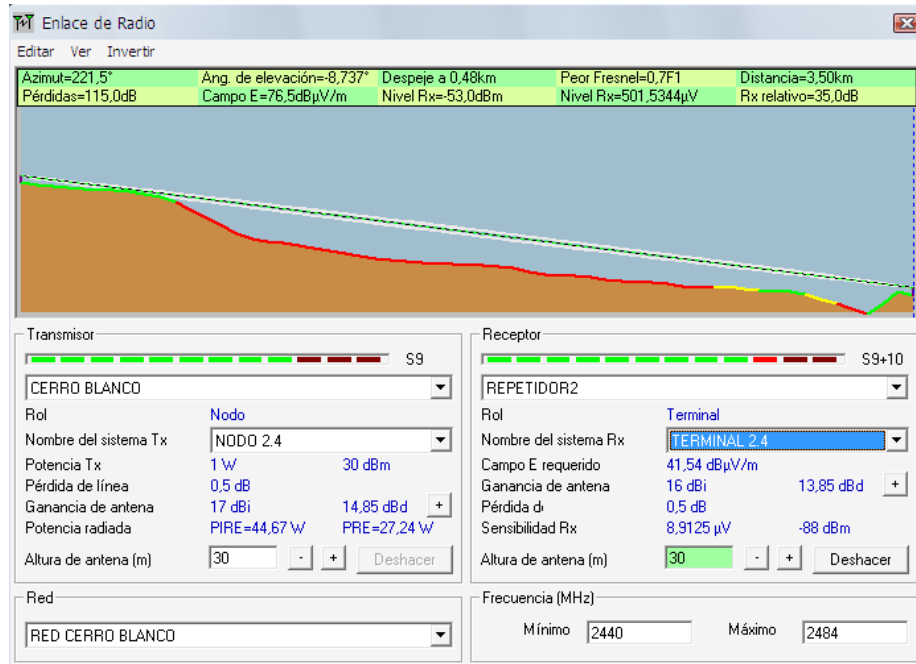 Enlace de Radio
Editar Ver Invertir
Azimut=221,5° Ang. de elevación=-8,737° Despeje a 0,48km Peor Fresnel=0,7F1 Distancia=3,50km
Pérdidas=115,0dB Campo E=76,5dBµV/m Nivel Rx=-53,0dBm Nivel Rx=501,5344µV Rx relativo=35,0dB
Transmisor
S9
CERRO BLANCO
Rol Nodo
Nombre del sistema Tx NODO 2.4
Potencia Tx 1 W 30 dBm
Pérdida de línea 0,5 dB
Ganancia de antena 17 dBi 14,85 dBd +
Potencia radiada PIRE=44,67 W PRE=27,24 W
Altura de antena (m) 30 - + Deshacer
Receptor
S9+10
REPETIDOR2
Rol Terminal
Nombre del sistema Rx TERMINAL 2.4
Campo E requerido 41,54 dBµV/m
Ganancia de antena 16 dBi 13,85 dBd +
Pérdida d 0,5 dB
Sensibilidad Rx 8,9125 µV -88 dBm
Altura de antena (m) 30 - + Deshacer
Red
RED CERRO BLANCO
Frecuencia (MHz)
Mínimo 2440 Máximo 2484